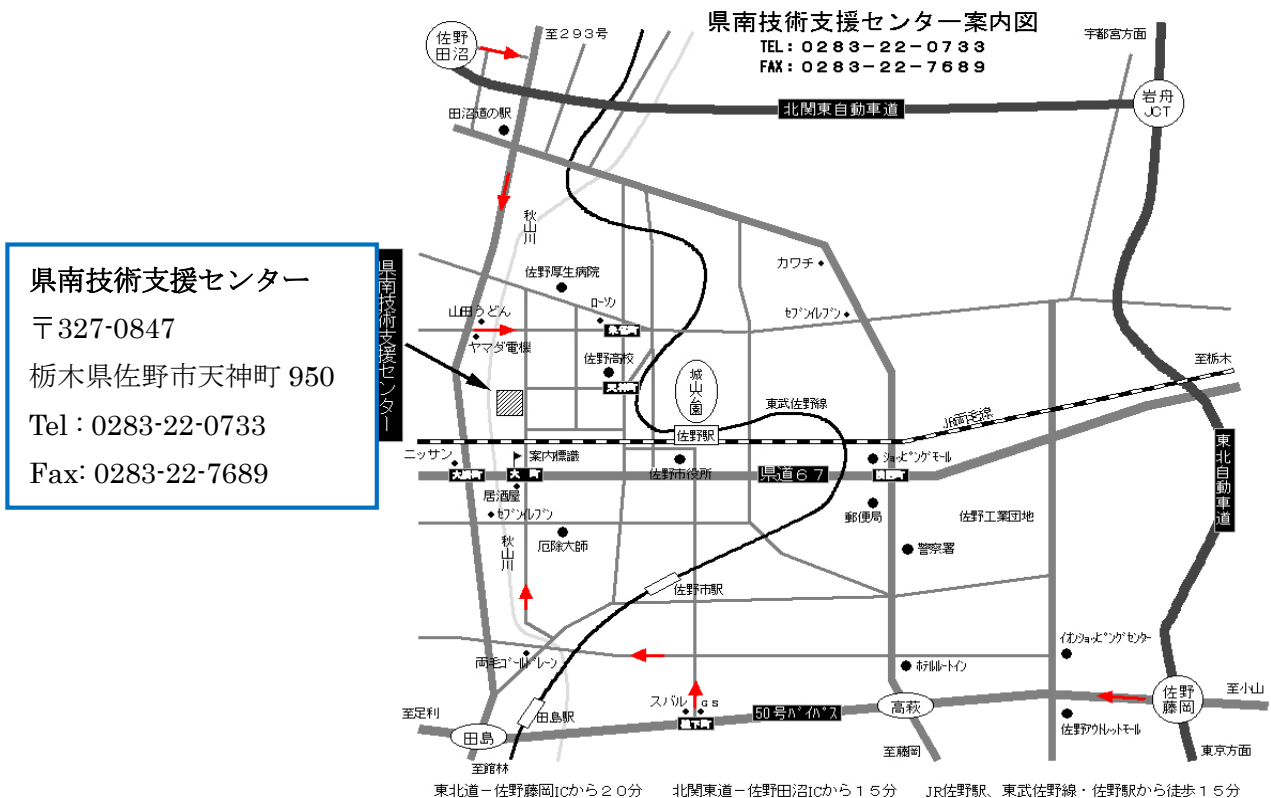 県南技術支援センター案内図
TEL：0283−22−0733
FAX：0283−22−7689
佐野
田沼
至293号
宇都宮方面
岩舟
JCT
北関東自動車道
田沼道の駅
秋山川
県南技術支援センター
〒327-0847
栃木県佐野市天神町 950
Tel：0283-22-0733
Fax: 0283-22-7689
県南技術支援センター
佐野厚生病院
カワチ
山田うどん
ローソン
セブンイレブン
ヤマダ電機
佐野高校
天神町
城山公園
至栃木
東武佐野線
JR両毛線
佐野駅
ニッサン
案内標識
佐野市役所
県道67
ショッピングモール
東北自動車道
大町
居酒屋
セブンイレブン
郵便局
佐野工業団地
秋山川
厄除大師
警察署
佐野市駅
両毛ゴールドレーン
イオンショッピングセンター
ホテルルートイン
スバル
GS
50号バイパス
高萩
佐野
藤岡
至小山
至足利
田島
田島駅
佐野アウトレットモール
至館林
至藤岡
東京方面
東北道−佐野藤岡ICから20分　北関東道−佐野田沼ICから15分　JR佐野駅、東武佐野線・佐野駅から徒歩15分